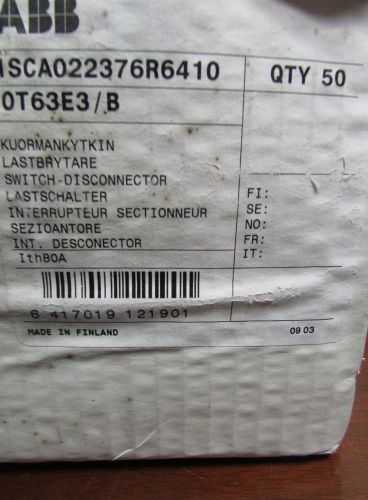 ABB
1SCA022376R6410
QTY 50
OT63E3/B
KUORMANKYTKIN
LASTBRYTARE
SWITCH-DISCONNECTOR
LASTSCHALTER
INTERRUPTEUR SECTIONNEUR
SEZIOANTORE
INT. DESCONECTOR
Ith80A
FI:
SE:
NO:
FR:
IT:
6 417019 121901
MADE IN FINLAND
09 03